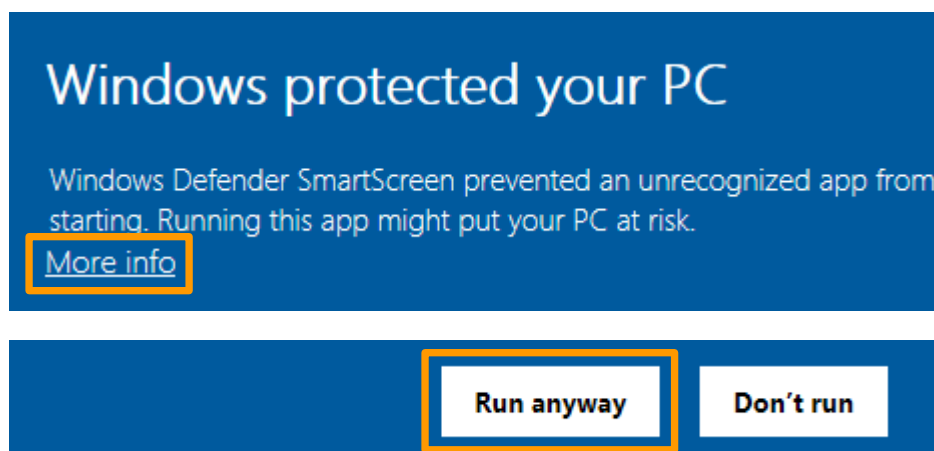 Windows protected your PC
Windows Defender SmartScreen prevented an unrecognized app from
starting. Running this app might put your PC at risk.
More info
Run anyway Don’t run